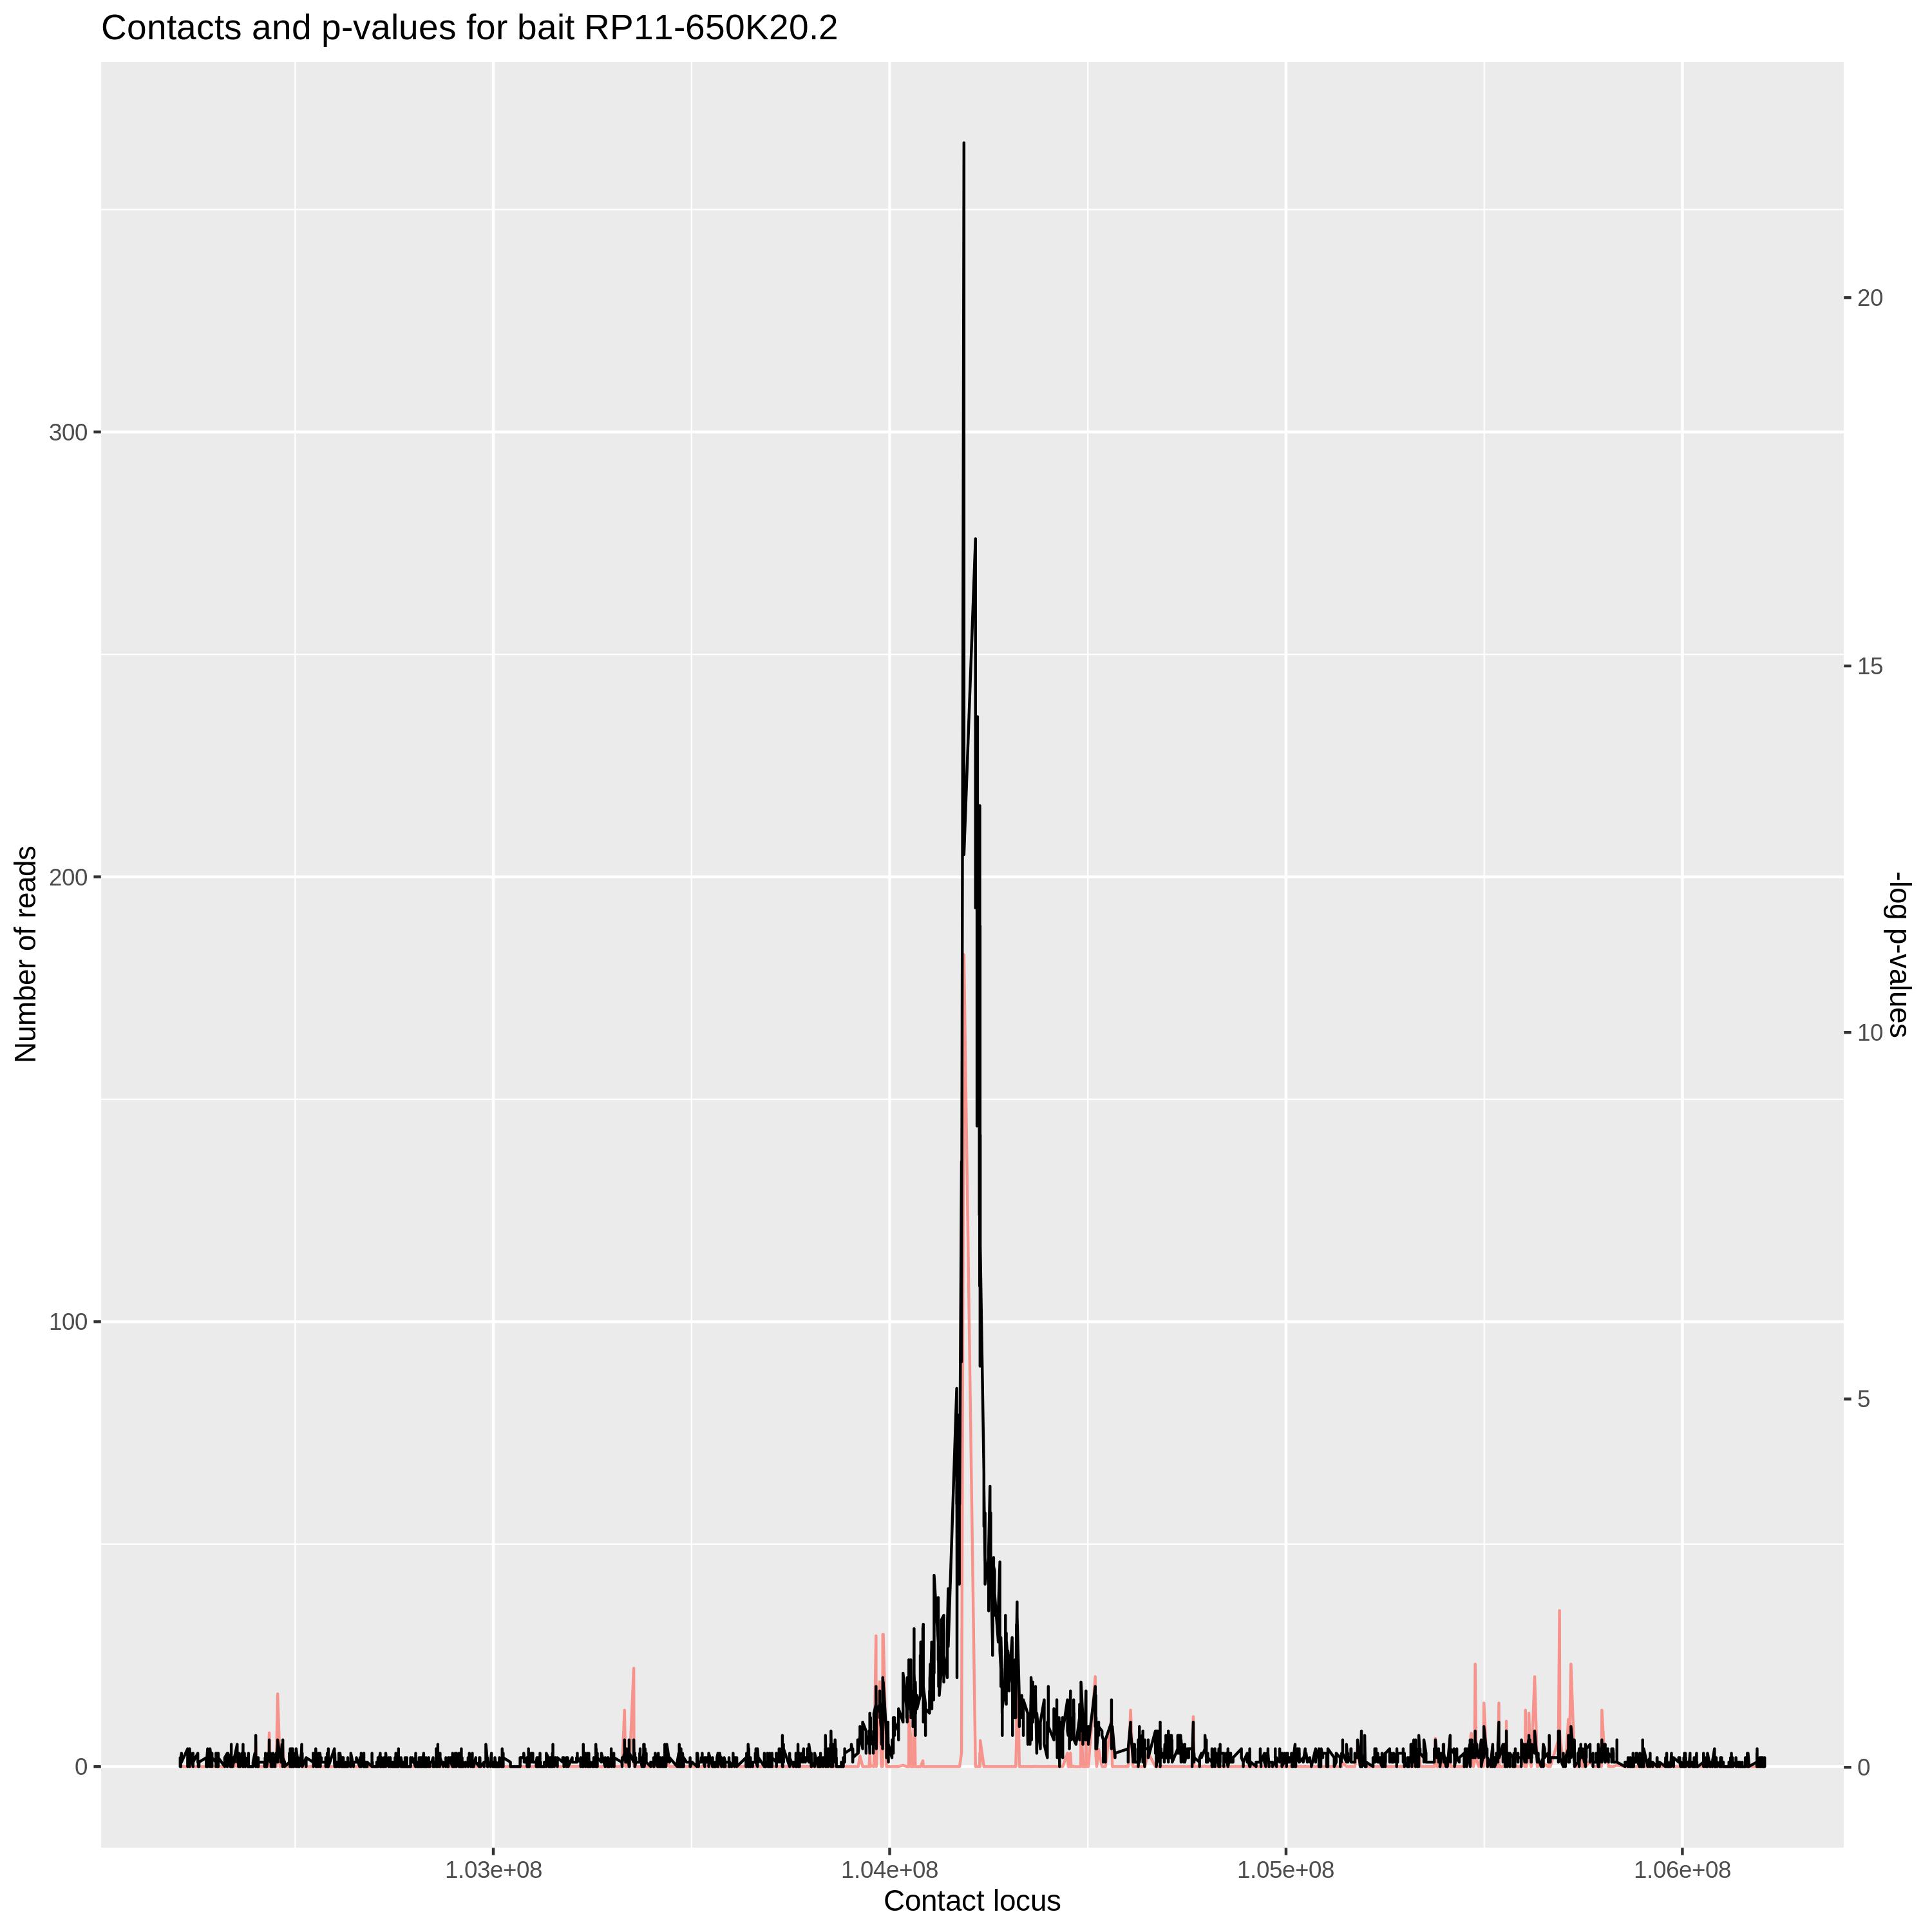 Contacts and p-values for bait RP11-650K20.2
Number of reads
300
200
100
0
20
15
10
5
0
-log p-values
1.03e+08
1.04e+08
1.05e+08
1.06e+08
Contact locus